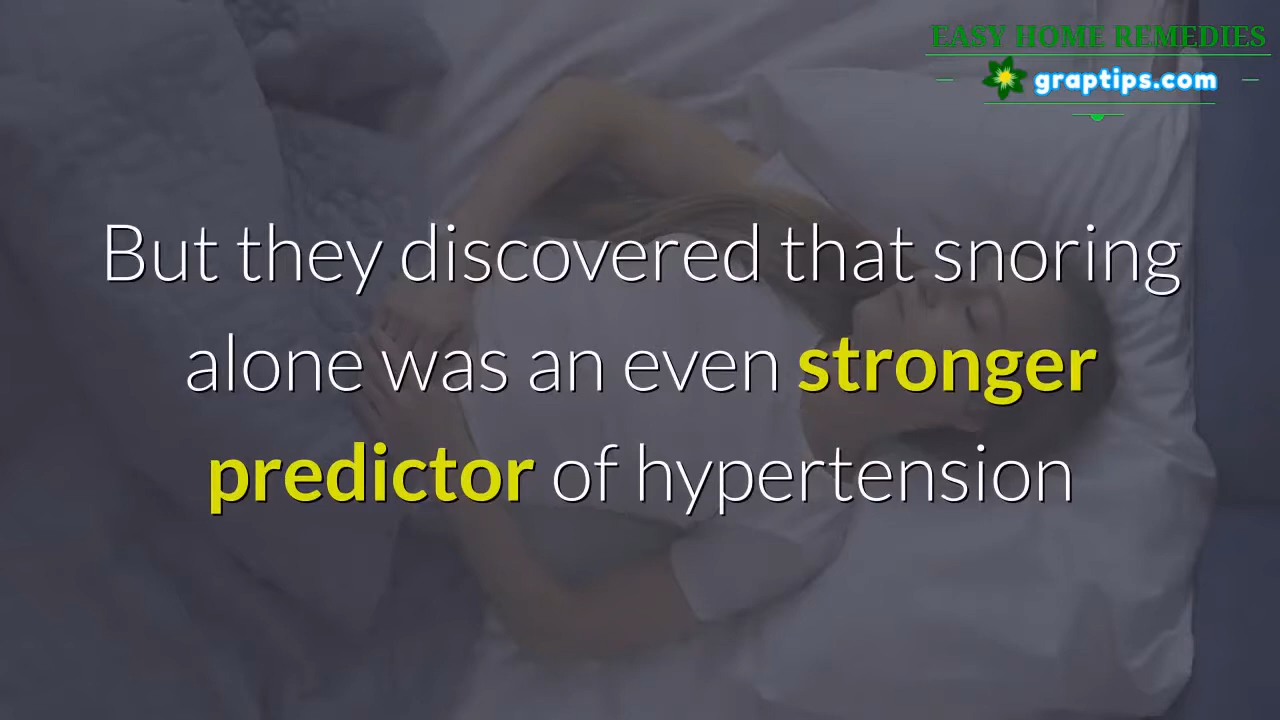 EASY HOME REMEDIES
graptips.com
But they discovered that snoring
alone was an even stronger
predictor of hypertension